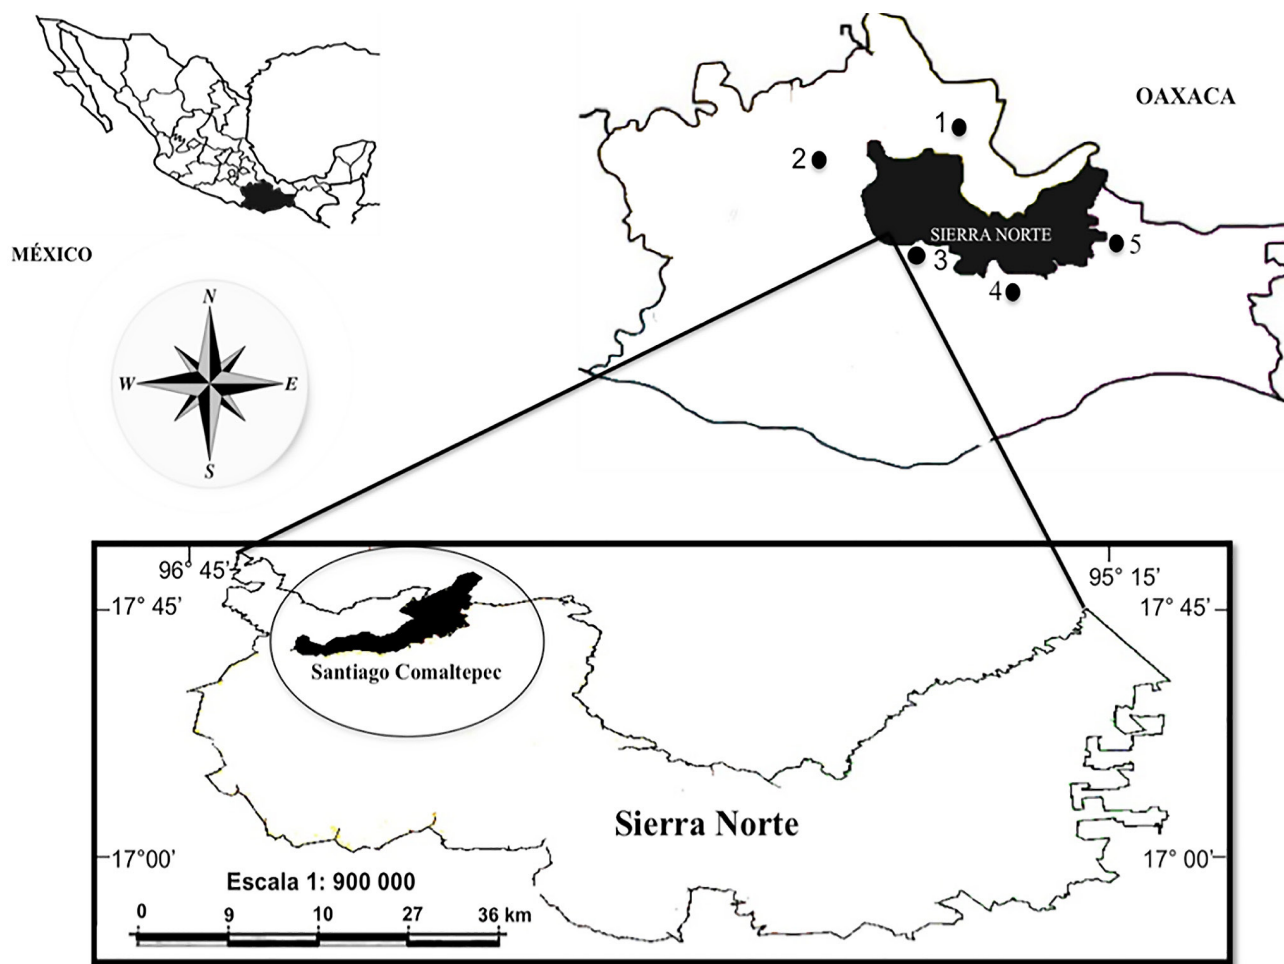 OAXACA
1
2
SIERRA NORTE
3
5
4
MÉXICO
N
W
E
S
96° 45’
95° 15’
17° 45’
17° 45’
Santiago Comaltepec
Sierra Norte
17°00’
17° 00’
Escala 1: 900 000
0 9 10 27 36 km